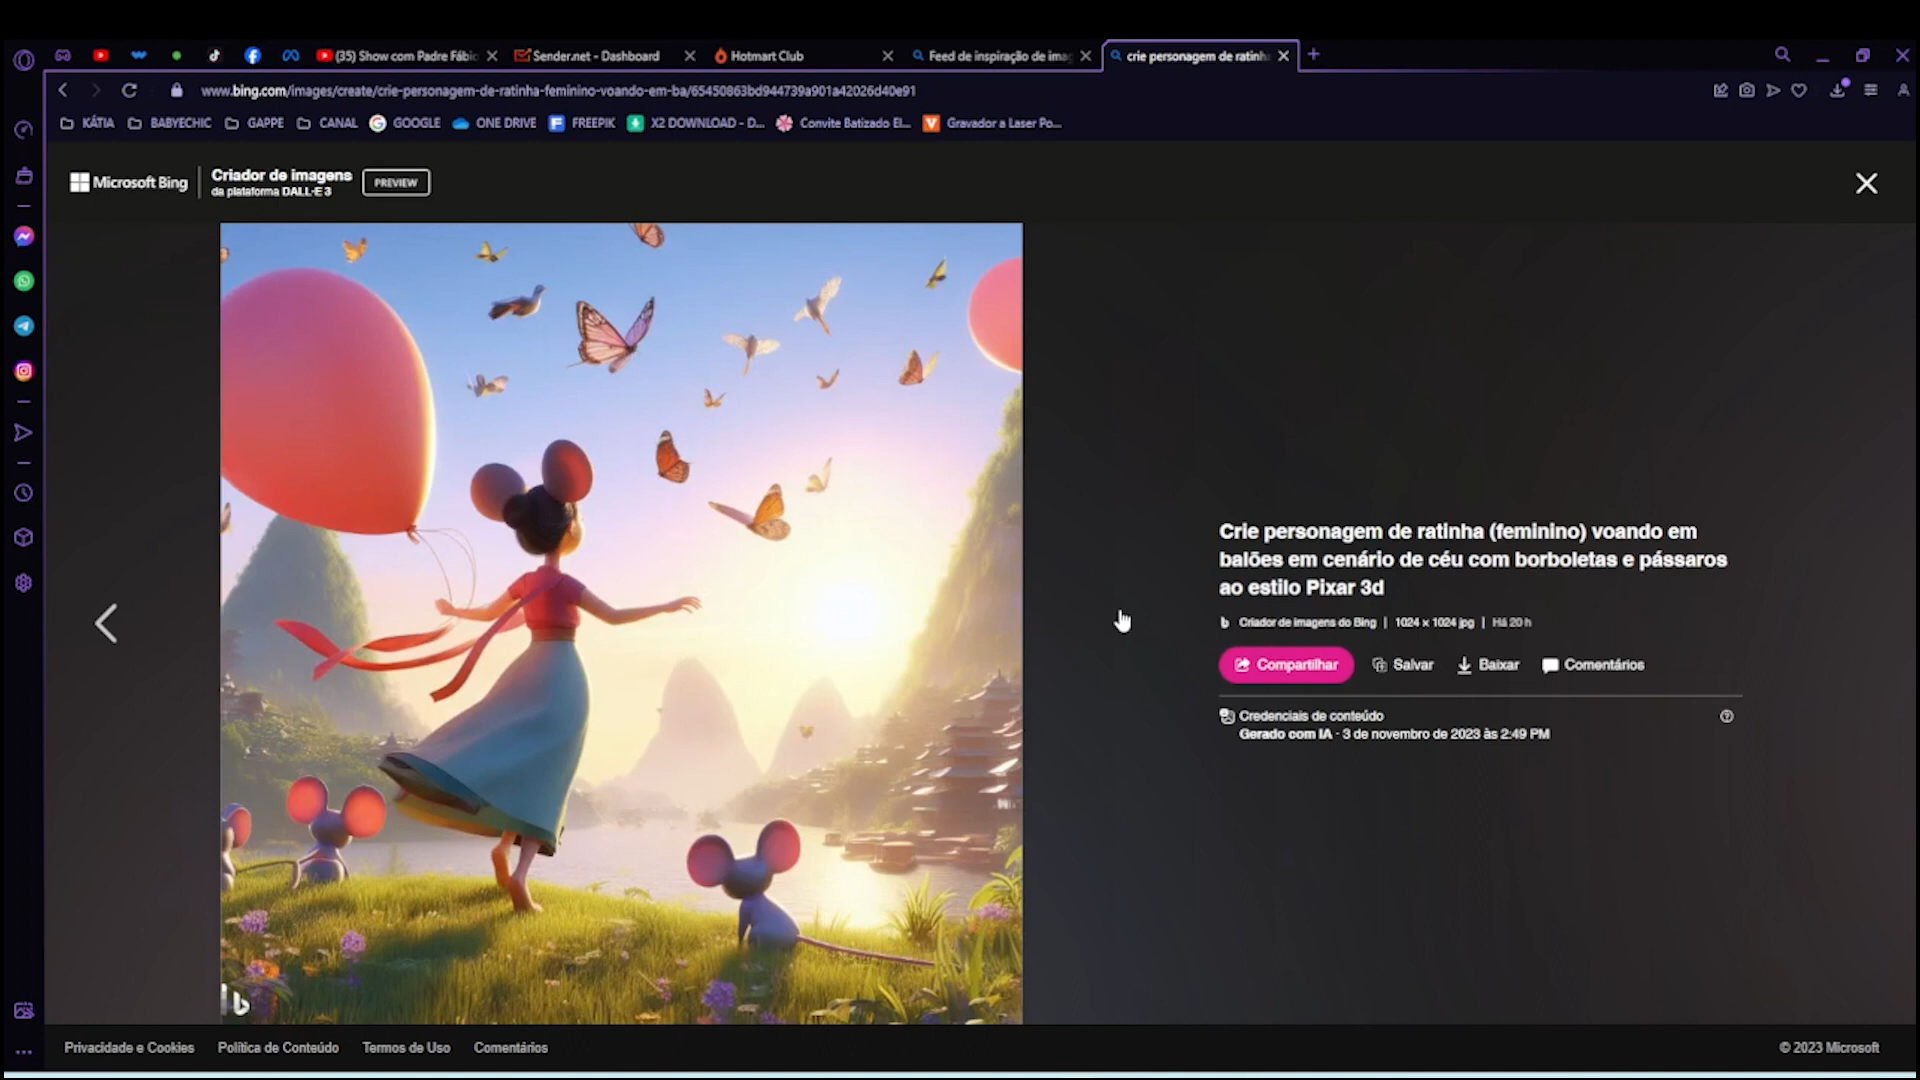 (35) Show com Padre Fábio
Sender.net - Dashboard
Hotmart Club
Feed de inspiração de imag
crie personagem de ratinh
www.bing.com/images/create/crie-personagem-de-ratinha-feminino-voando-em-ba/65450863bd944739a901a42026d40e91
KÁTIA
BABYECHIC
GAPPE
CANAL
GOOGLE
ONE DRIVE
FREEPIK
X2 DOWNLOAD - D...
Convite Batizado El...
Gravador a Laser Po...
Microsoft Bing
Criador de imagens
da plataforma DALL·E 3
PREVIEW
Crie personagem de ratinha (feminino) voando em
balões em cenário de céu com borboletas e pássaros
ao estilo Pixar 3d
Criador de imagens do Bing | 1024 × 1024 jpg | Há 20 h
Compartilhar
Salvar
Baixar
Comentários
Credenciais de conteúdo
Gerado com IA - 3 de novembro de 2023 às 2:49 PM
Privacidade e Cookies
Política de Conteúdo
Termos de Uso
Comentários
© 2023 Microsoft